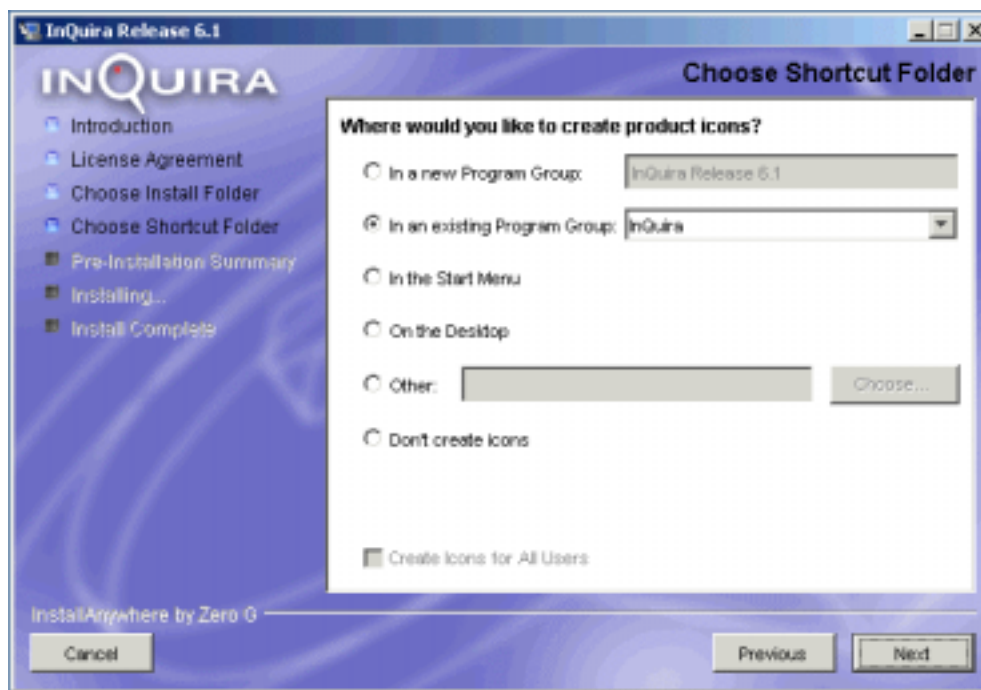 InQuira Release 6.1
INQUIRA
Choose Shortcut Folder
Introduction
License Agreement
Choose Install Folder
Choose Shortcut Folder
Pre-Installation Summary
Installing...
Install Complete
Where would you like to create product icons?
In a new Program Group:
InQuira Release 6.1
In an existing Program Group:
InQuira
In the Start Menu
On the Desktop
Other:
Choose...
Don't create icons
Create Icons for All Users
InstallAnywhere by Zero G
Cancel
Previous
Next